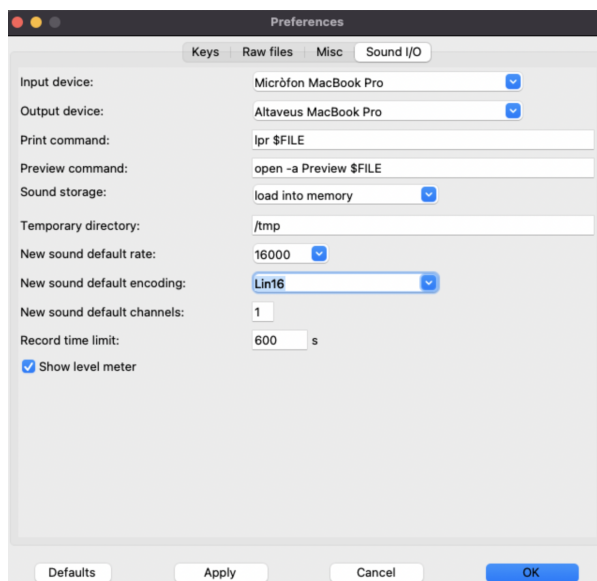 Preferences
Keys Raw files Misc Sound I/O
Input device: Micròfon MacBook Pro
Output device: Altaveus MacBook Pro
Print command: lpr $FILE
Preview command: open -a Preview $FILE
Sound storage: load into memory
Temporary directory: /tmp
New sound default rate: 16000
New sound default encoding: Lin16
New sound default channels: 1
Record time limit: 600 s
Show level meter
Defaults Apply Cancel OK